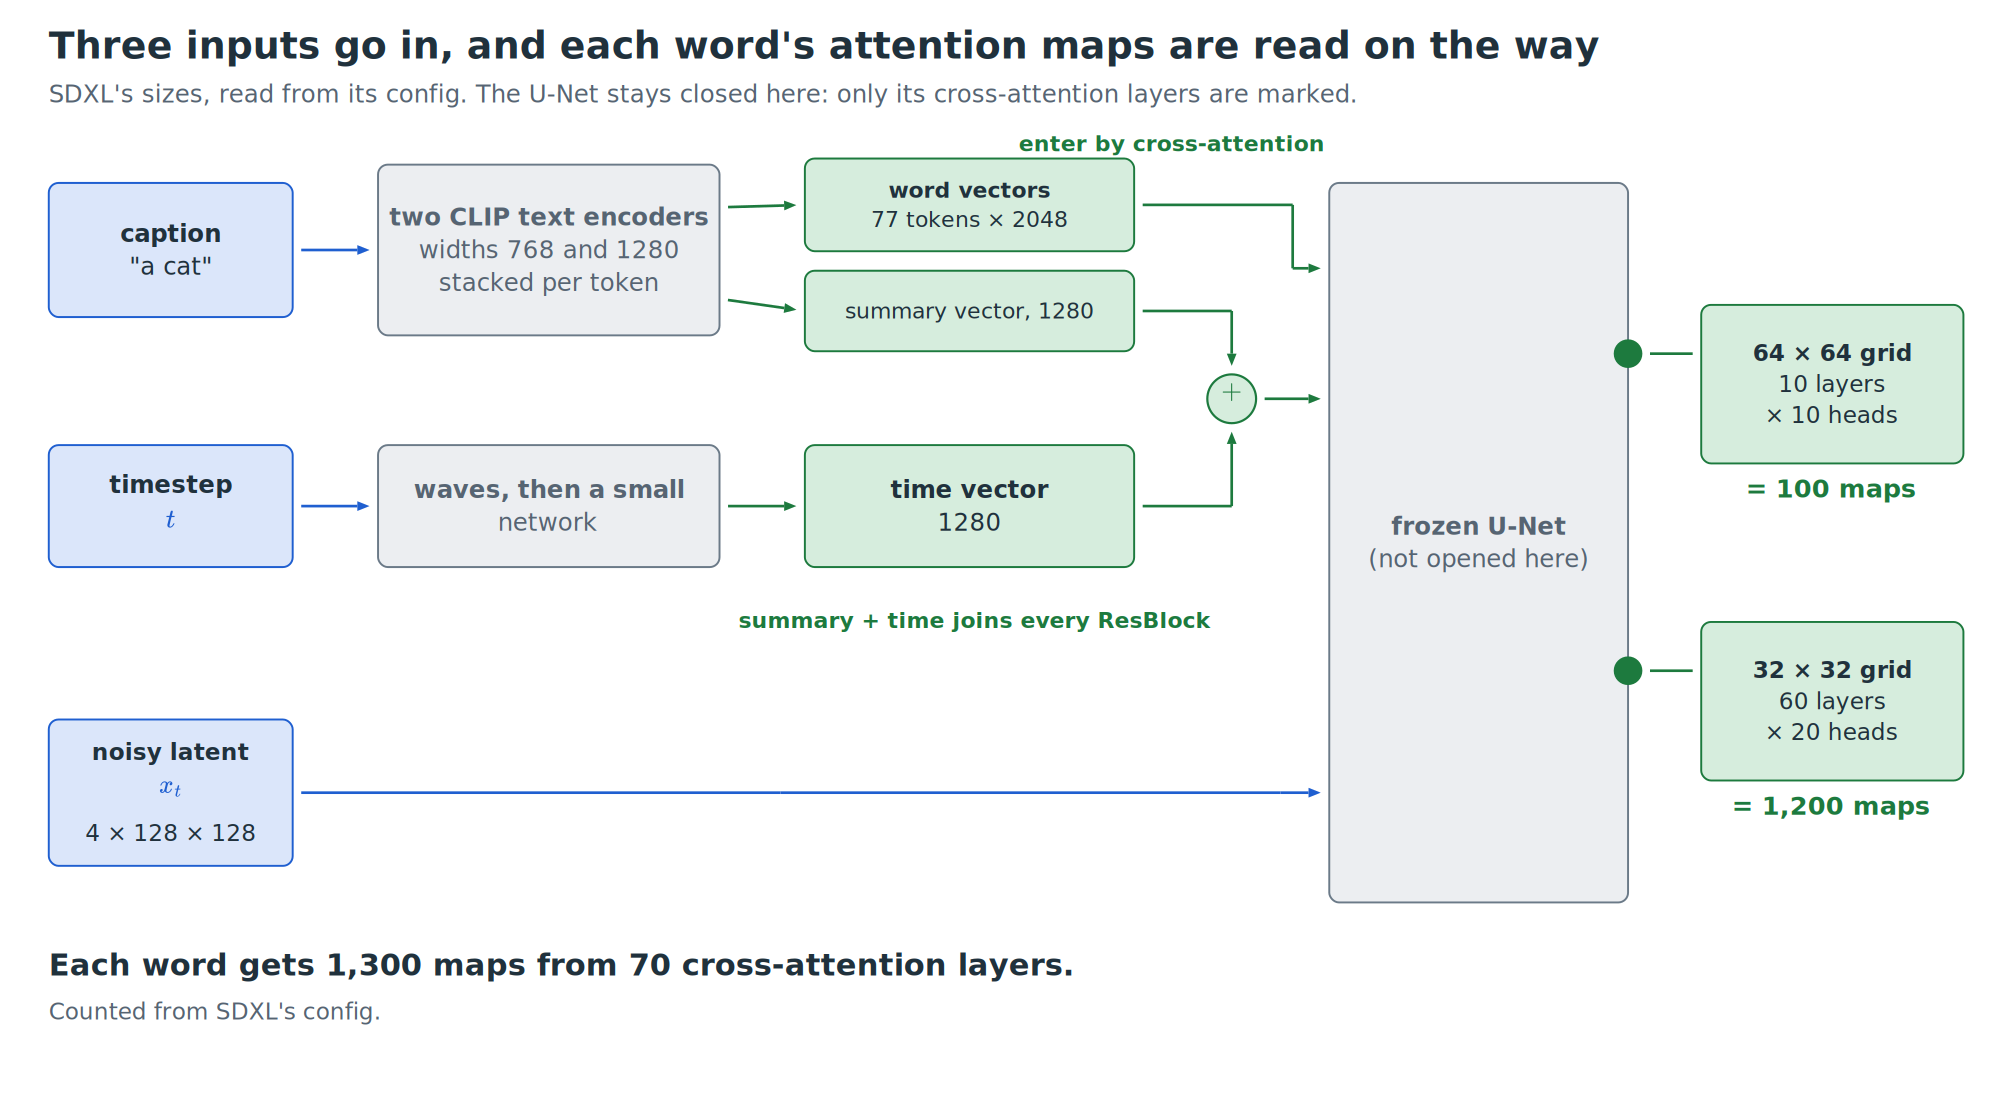 Three inputs go in, and each word's attention maps are read on the way
SDXL's sizes, read from its config. The U-Net stays closed here: only its cross-attention layers are marked.
enter by cross-attention
caption
"a cat"
two CLIP text encoders
widths 768 and 1280
stacked per token
word vectors
77 tokens × 2048
summary vector, 1280
+
timestep
t
waves, then a small
network
time vector
1280
summary + time joins every ResBlock
noisy latent
x_t
4 × 128 × 128
frozen U-Net
(not opened here)
64 × 64 grid
10 layers
× 10 heads
= 100 maps
32 × 32 grid
60 layers
× 20 heads
= 1,200 maps
Each word gets 1,300 maps from 70 cross-attention layers.
Counted from SDXL's config.